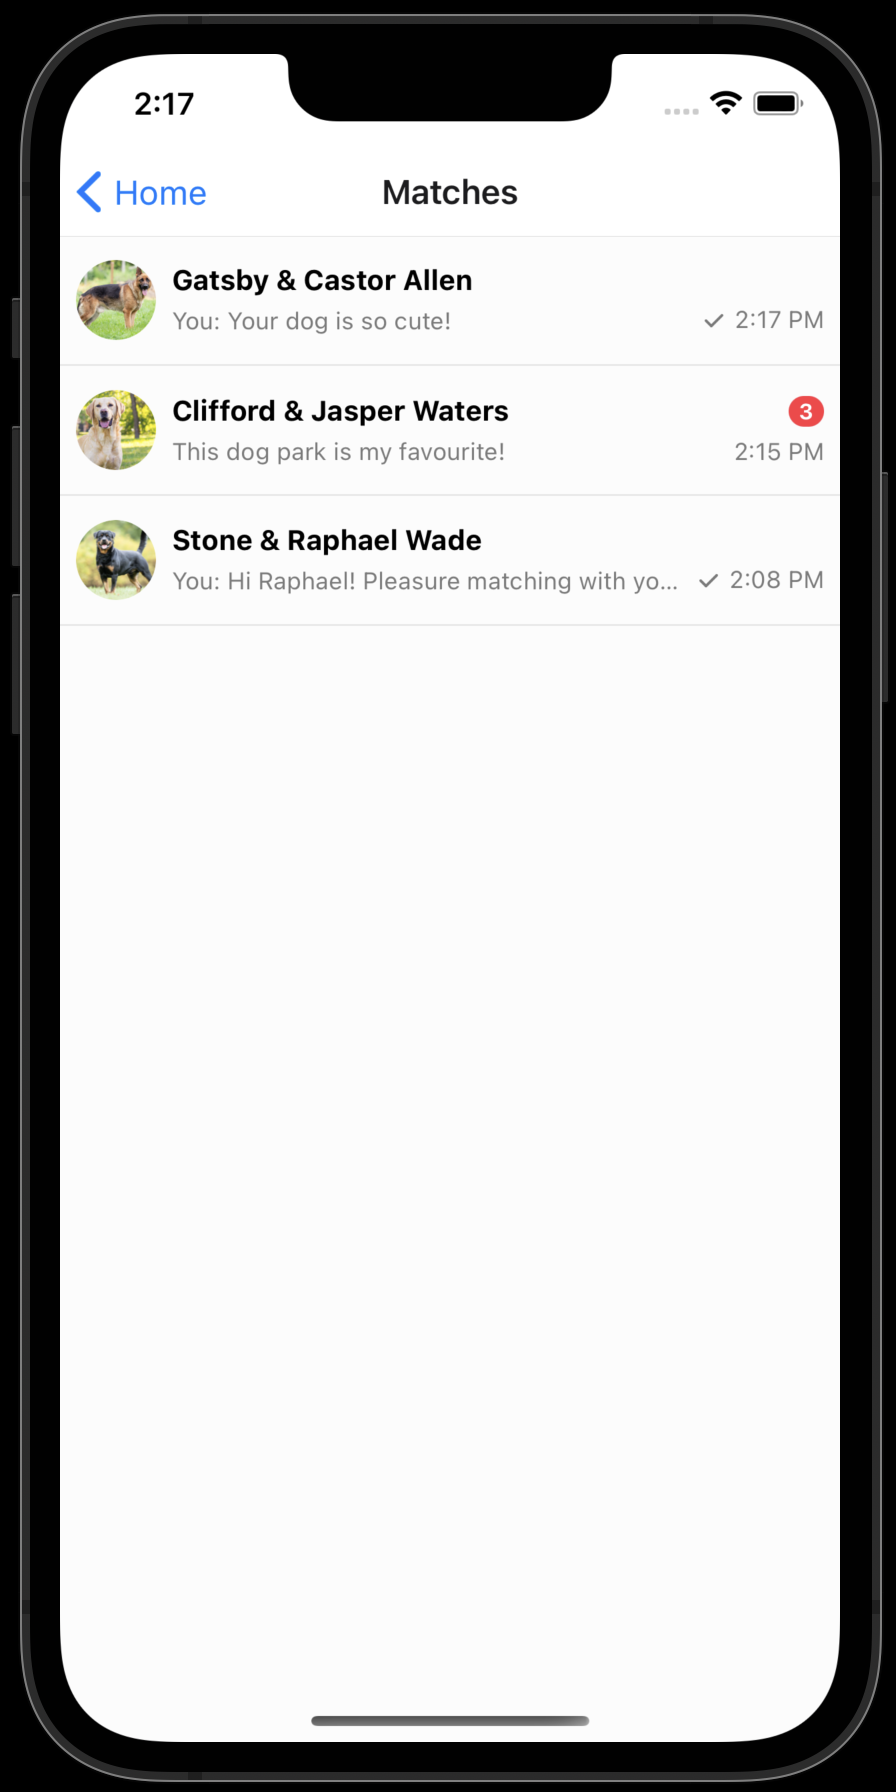 2:17
Home Matches
Gatsby & Castor Allen
You: Your dog is so cute! 2:17 PM
Clifford & Jasper Waters 3
This dog park is my favourite! 2:15 PM
Stone & Raphael Wade
You: Hi Raphael! Pleasure matching with yo... 2:08 PM